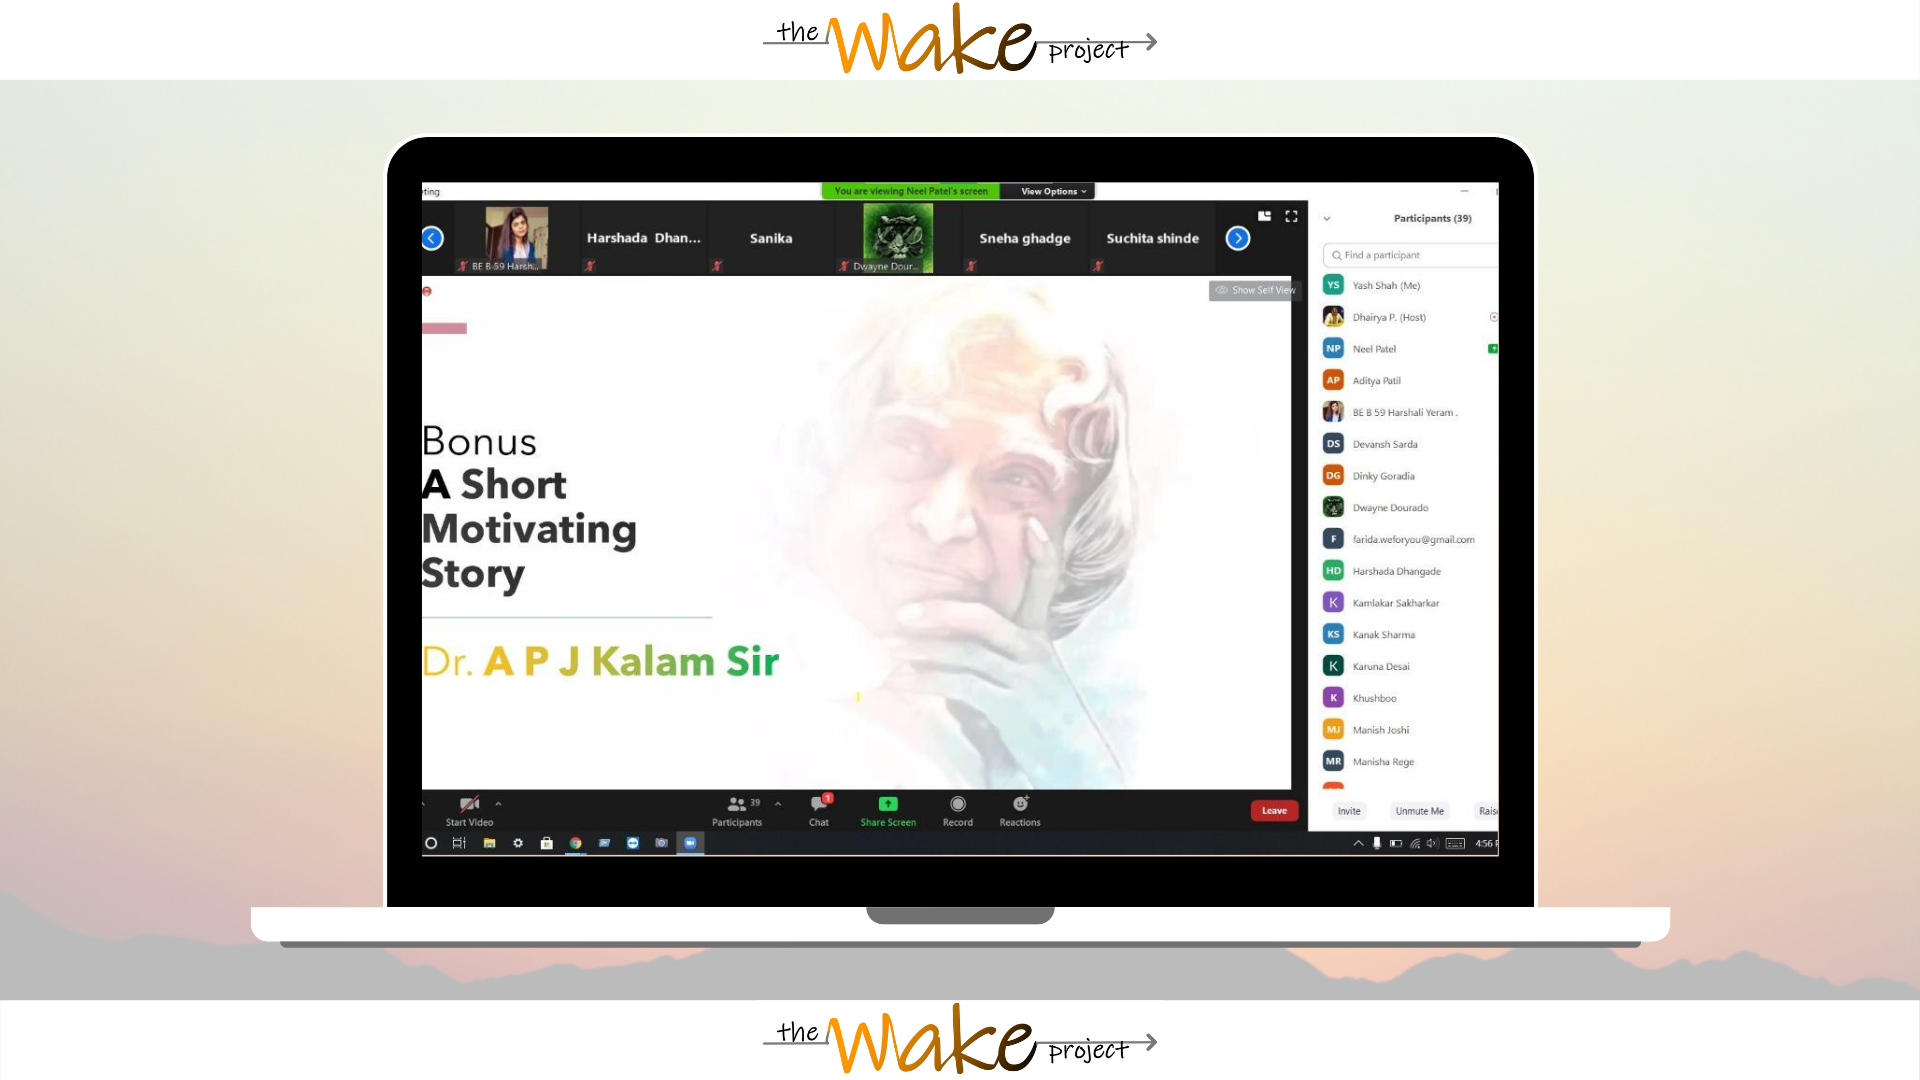 the Wake project
eting
You are viewing Neel Patel's screen
View Options
BE B 59 Harsh...
Harshada Dhan...
Sanika
Dwayne Dour...
Sneha ghadge
Suchita shinde
Show Self View
Bonus
A Short
Motivating
Story
Dr. A P J Kalam Sir
Participants (39)
Find a participant
YS Yash Shah (Me)
Dhairya P. (Host)
NP Neel Patel
AP Aditya Patil
BE B 59 Harshali Yeram .
DS Devansh Sarda
DG Dinky Goradia
Dwayne Dourado
F farida.weforyou@gmail.com
HD Harshada Dhangade
K Kamlakar Sakharkar
KS Kanak Sharma
K Karuna Desai
K Khushboo
MJ Manish Joshi
MR Manisha Rege
Invite
Unmute Me
Rais
Start Video
39
Participants
1
Chat
Share Screen
Record
Reactions
Leave
4:56 P
the Wake project